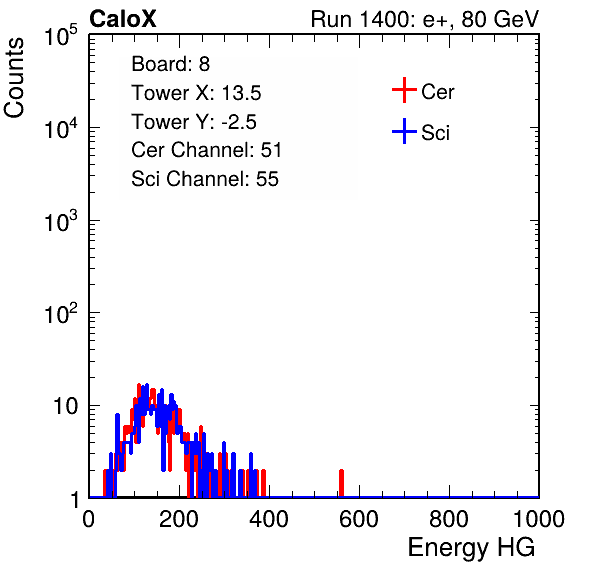 CaloX Run 1400: e+, 80 GeV
Counts
10^5
10^4
10^3
10^2
10
1
Board: 8
Tower X: 13.5
Tower Y: -2.5
Cer Channel: 51
Sci Channel: 55
Cer
Sci
0 200 400 600 800 1000
Energy HG